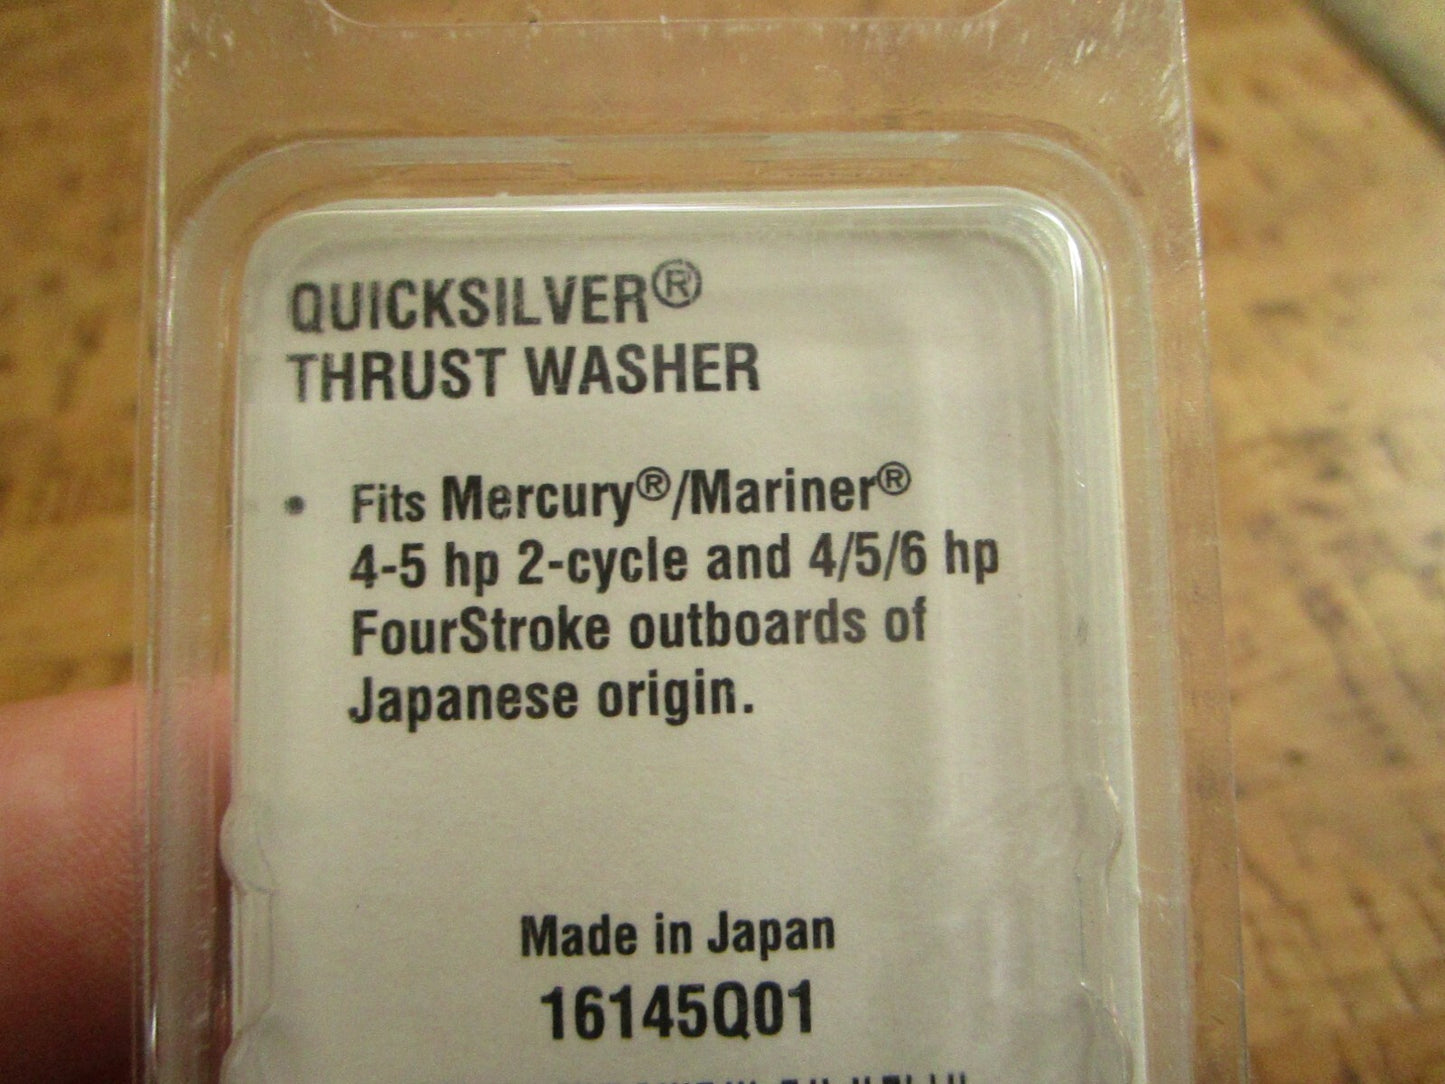 QUICKSILVER®
THRUST WASHER
• Fits Mercury®/Mariner®
4-5 hp 2-cycle and 4/5/6 hp
FourStroke outboards of
Japanese origin.
Made in Japan
16145Q01